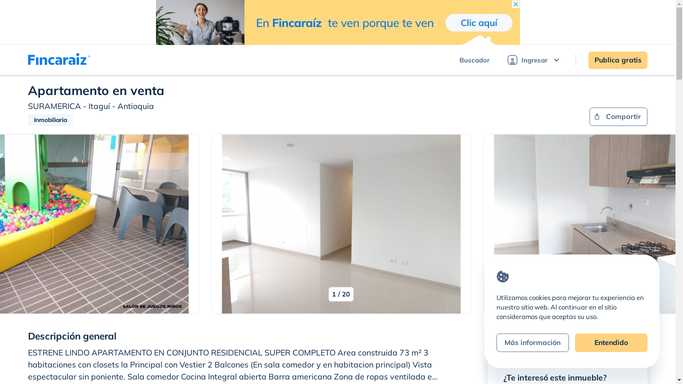 En Fincaraíz te ven porque te ven
Clic aquí
Fincaraiz
Buscador
Ingresar
Publica gratis
Apartamento en venta
SURAMERICA - Itaguí - Antioquia
Inmobiliaria
Compartir
SALÓN DE JUEGOS NIÑOS
1 / 20
Utilizamos cookies para mejorar tu experiencia en
nuestro sitio web. Al continuar en el sitio
consideramos que aceptas su uso.
Más información
Entendido
Descripción general
ESTRENE LINDO APARTAMENTO EN CONJUNTO RESIDENCIAL SUPER COMPLETO Area construida 73 m² 3
habitaciones con closets la Principal con Vestier 2 Balcones (En sala comedor y en habitacion principal) Vista
espectacular sin poniente. Sala comedor Cocina Integral abierta Barra americana Zona de ropas ventilada e...
¿Te interesó este inmueble?